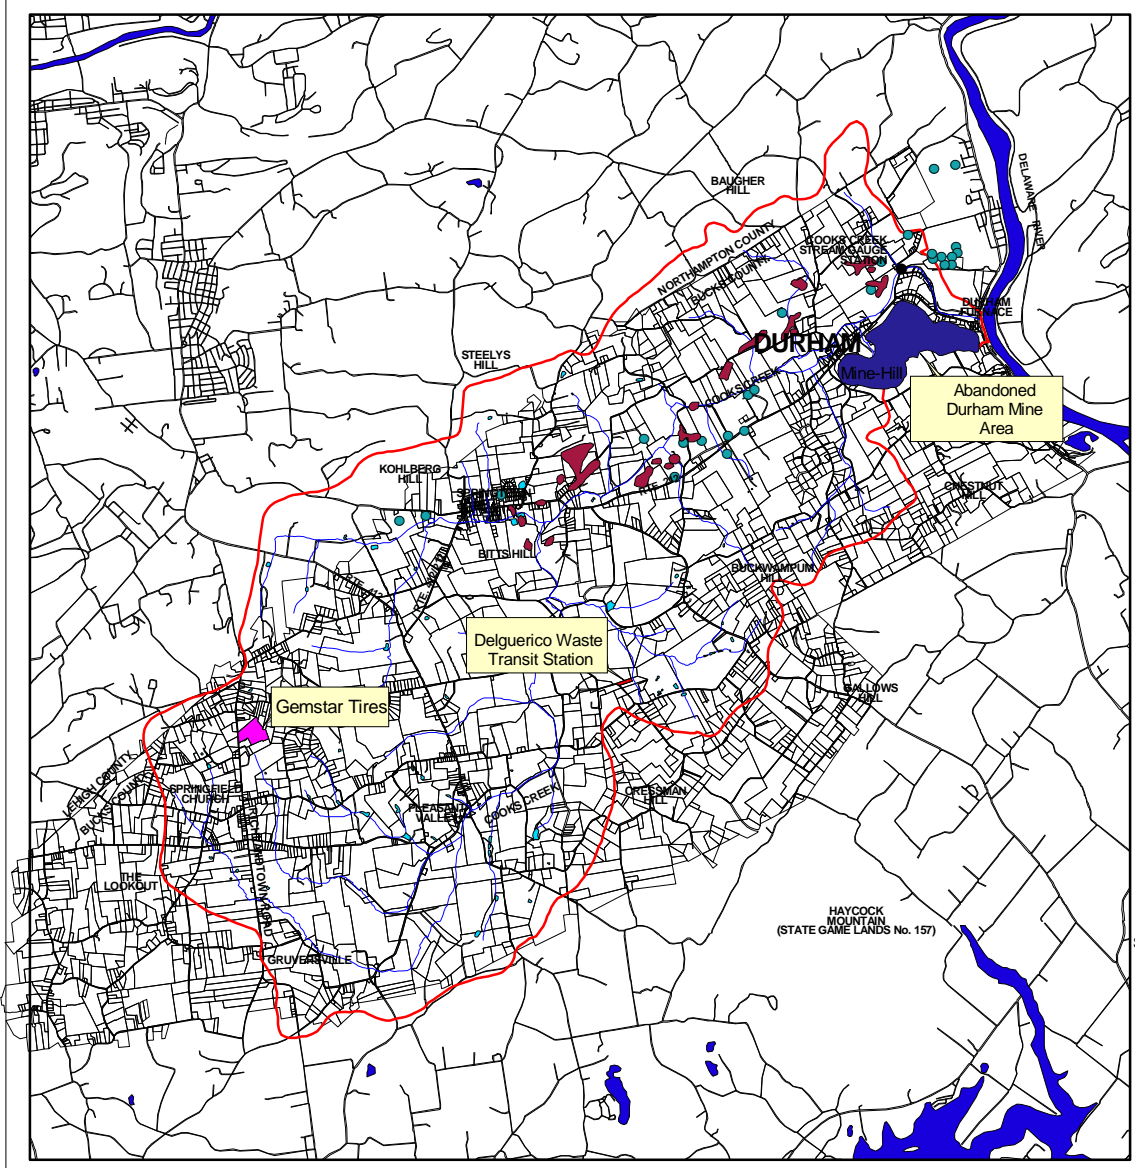 BAUGHER
HILL
DELAWARE RIVER
NORTHAMPTON COUNTY
BUCKS COUNTY
COOKS CREEK
STREAM GAUGE
STATION
DURHAM
FURNACE
DURHAM
Mine-Hill
STEELYS
HILL
COOKS CREEK
Abandoned
Durham Mine
Area
KOHLBERG
HILL
CHESTNUT
HILL
BITTS HILL
BUCKWAMPUM
HILL
Delguerico Waste
Transit Station
GALLOWS
HILL
Gemstar Tires
LEHIGH COUNTY
BUCKS COUNTY
SPRINGFIELD
CHURCH
PLEASANT
VALLEY
COOKS CREEK
CRESSMAN
HILL
THE
LOOKOUT
HAYCOCK
MOUNTAIN
(STATE GAME LANDS No. 157)
GRUVERSVILLE